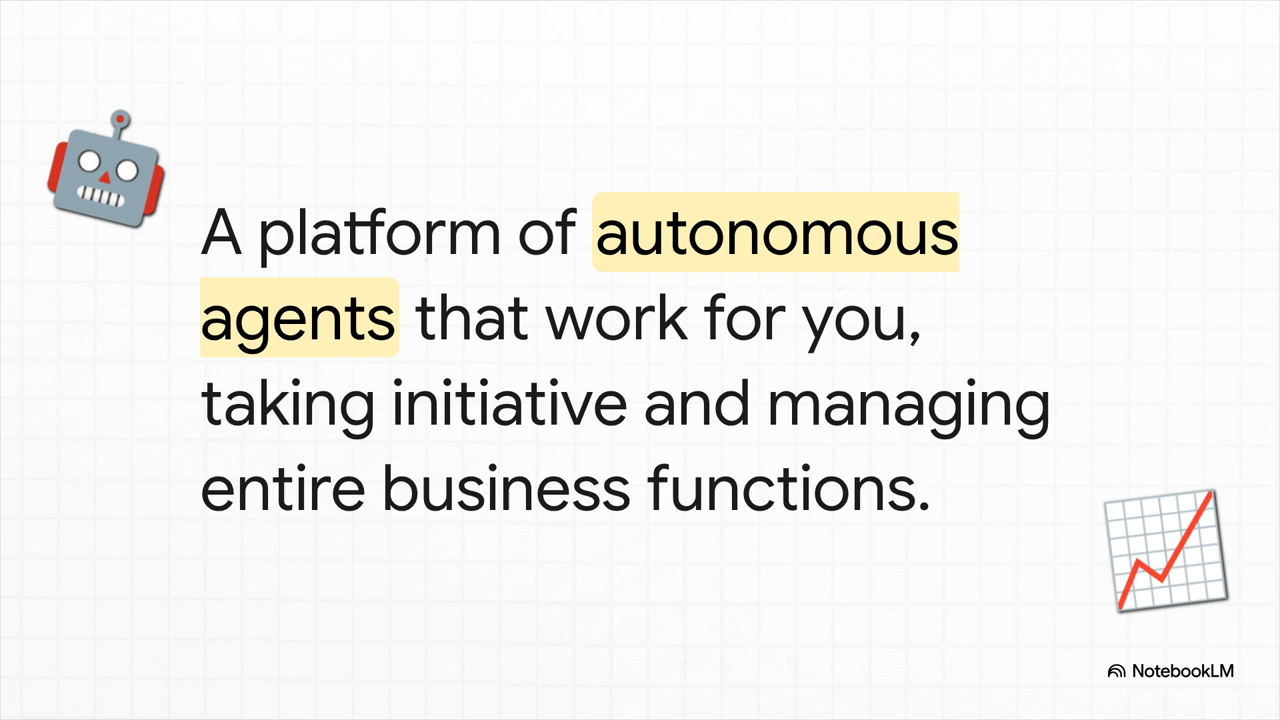 A platform of autonomous
agents that work for you,
taking initiative and managing
entire business functions.
NotebookLM